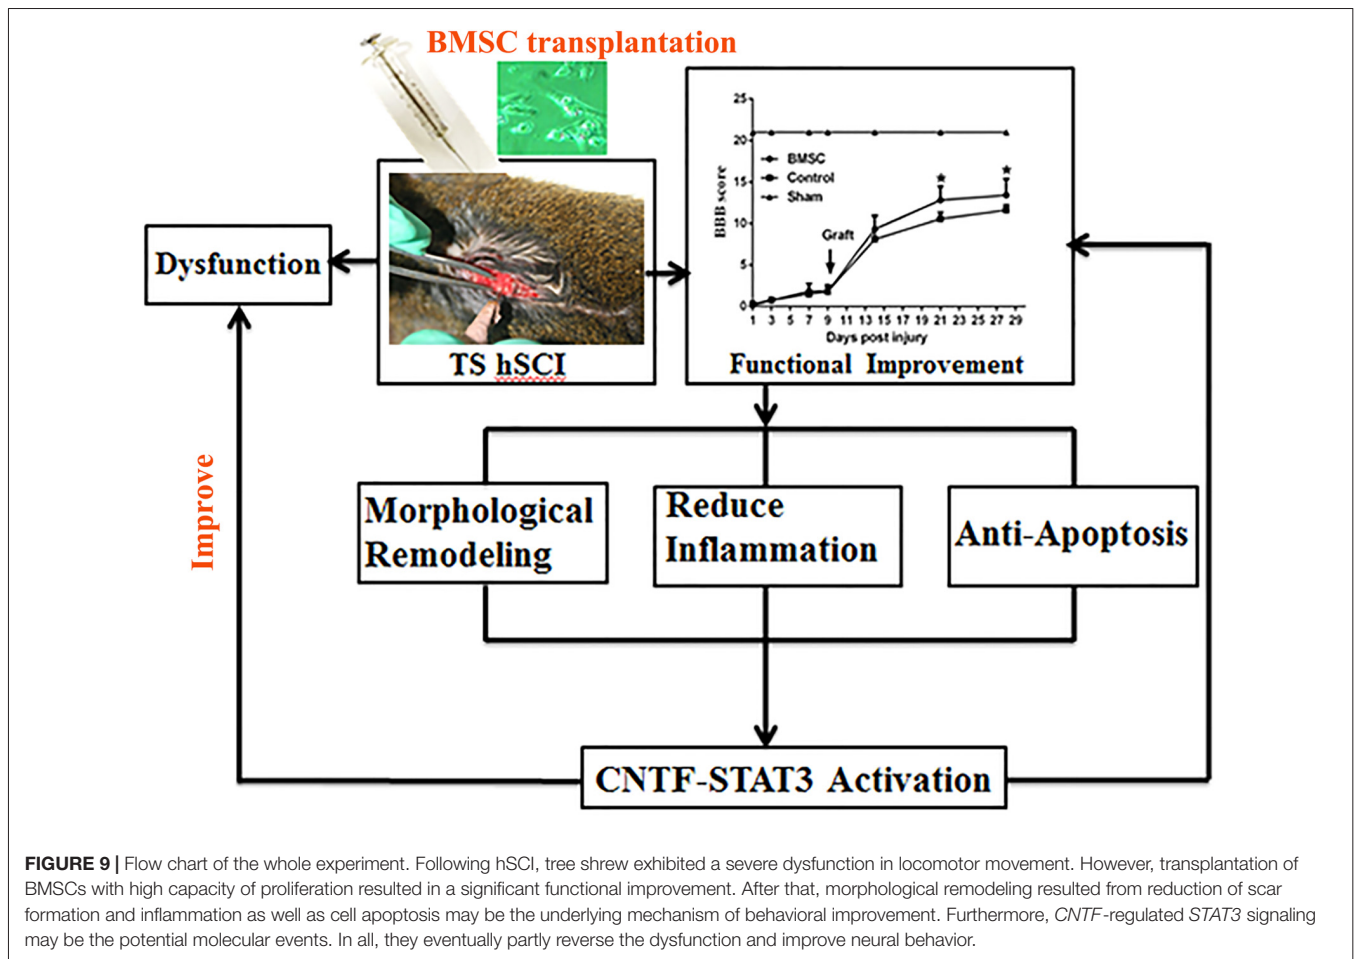 BMSC transplantation
Dysfunction
TS hSCI
25
20
15
10
5
0
BBB score
BMSC
Control
Sham
Graft
1 3 5 7 9 11 13 14 15 17 19 21 23 25 27 29
Days post injury
Functional Improvement
Improve
Morphological
Remodeling
Reduce
Inflammation
Anti-Apoptosis
CNTF-STAT3 Activation
FIGURE 9 | Flow chart of the whole experiment. Following hSCI, tree shrew exhibited a severe dysfunction in locomotor movement. However, transplantation of
BMSCs with high capacity of proliferation resulted in a significant functional improvement. After that, morphological remodeling resulted from reduction of scar
formation and inflammation as well as cell apoptosis may be the underlying mechanism of behavioral improvement. Furthermore, CNTF-regulated STAT3 signaling
may be the potential molecular events. In all, they eventually partly reverse the dysfunction and improve neural behavior.